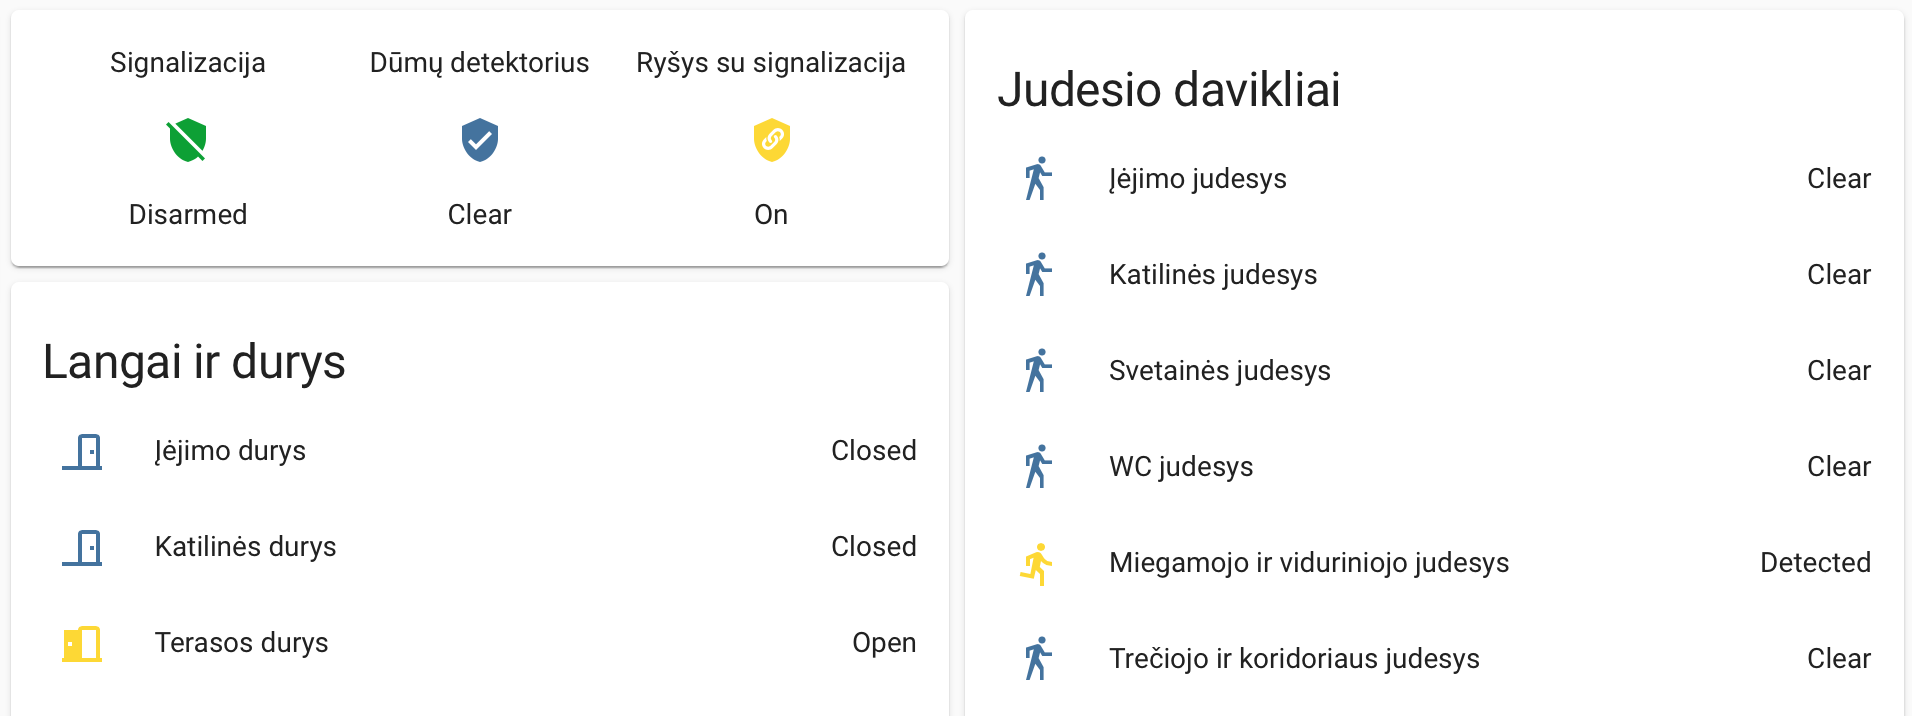 Signalizacija Dūmų detektorius Ryšys su signalizacija
Disarmed Clear On
Langai ir durys
Įėjimo durys Closed
Katilinės durys Closed
Terasos durys Open
Judesio davikliai
Įėjimo judesys Clear
Katilinės judesys Clear
Svetainės judesys Clear
WC judesys Clear
Miegamojo ir viduriniojo judesys Detected
Trečiojo ir koridoriaus judesys Clear